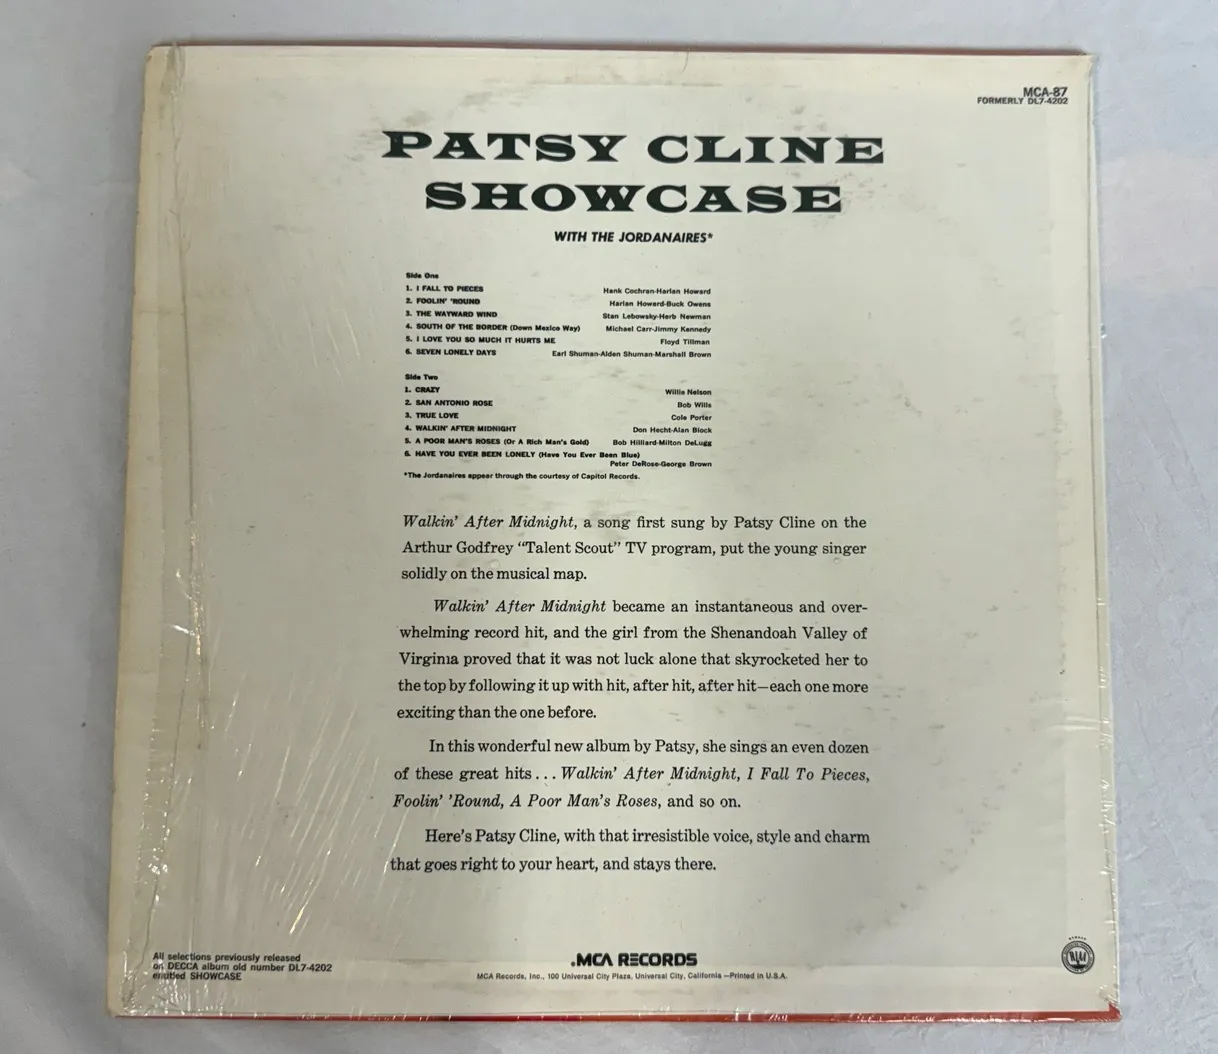 MCA-87
FORMERLY DL7-4202
PATSY CLINE
SHOWCASE
WITH THE JORDANAIRES*
Side One
1. I FALL TO PIECES Hank Cochran-Harlan Howard
2. FOOLIN' 'ROUND Harlan Howard-Buck Owens
3. THE WAYWARD WIND Stan Lebowsky-Herb Newman
4. SOUTH OF THE BORDER (Down Mexico Way) Michael Carr-Jimmy Kennedy
5. I LOVE YOU SO MUCH IT HURTS ME Floyd Tillman
6. SEVEN LONELY DAYS Earl Shuman-Alden Shuman-Marshall Brown
Side Two
1. CRAZY Willie Nelson
2. SAN ANTONIO ROSE Bob Wills
3. TRUE LOVE Cole Porter
4. WALKIN' AFTER MIDNIGHT Don Hecht-Alan Block
5. A POOR MAN'S ROSES (Or A Rich Man's Gold) Bob Hilliard-Milton DeLugg
6. HAVE YOU EVER BEEN LONELY (Have You Ever Been Blue)
Peter DeRose-George Brown
*The Jordanaires appear through the courtesy of Capitol Records.
Walkin' After Midnight, a song first sung by Patsy Cline on the
Arthur Godfrey "Talent Scout" TV program, put the young singer
solidly on the musical map.
Walkin' After Midnight became an instantaneous and over-
whelming record hit, and the girl from the Shenandoah Valley of
Virginia proved that it was not luck alone that skyrocketed her to
the top by following it up with hit, after hit, after hit—each one more
exciting than the one before.
In this wonderful new album by Patsy, she sings an even dozen
of these great hits... Walkin' After Midnight, I Fall To Pieces,
Foolin' 'Round, A Poor Man's Roses, and so on.
Here's Patsy Cline, with that irresistible voice, style and charm
that goes right to your heart, and stays there.
All selections previously released
on DECCA album old number DL7-4202
entitled SHOWCASE
.MCA RECORDS
MCA Records, Inc., 100 Universal City Plaza, Universal City, California —Printed in U.S.A.